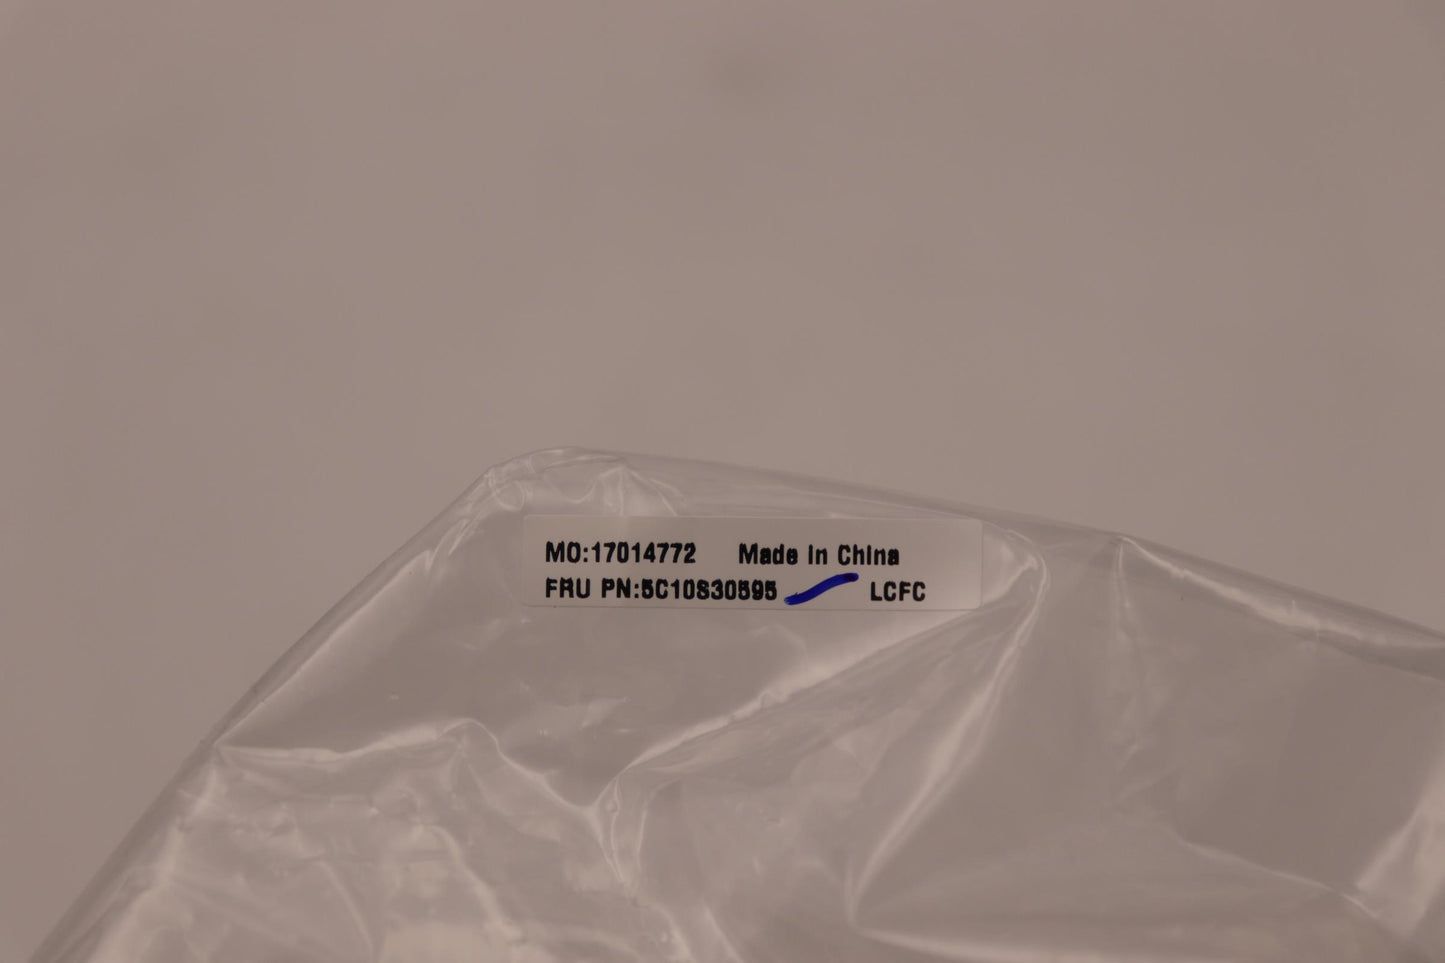 MO:17014772 Made In China
FRU PN:5C10S30595 LCFC